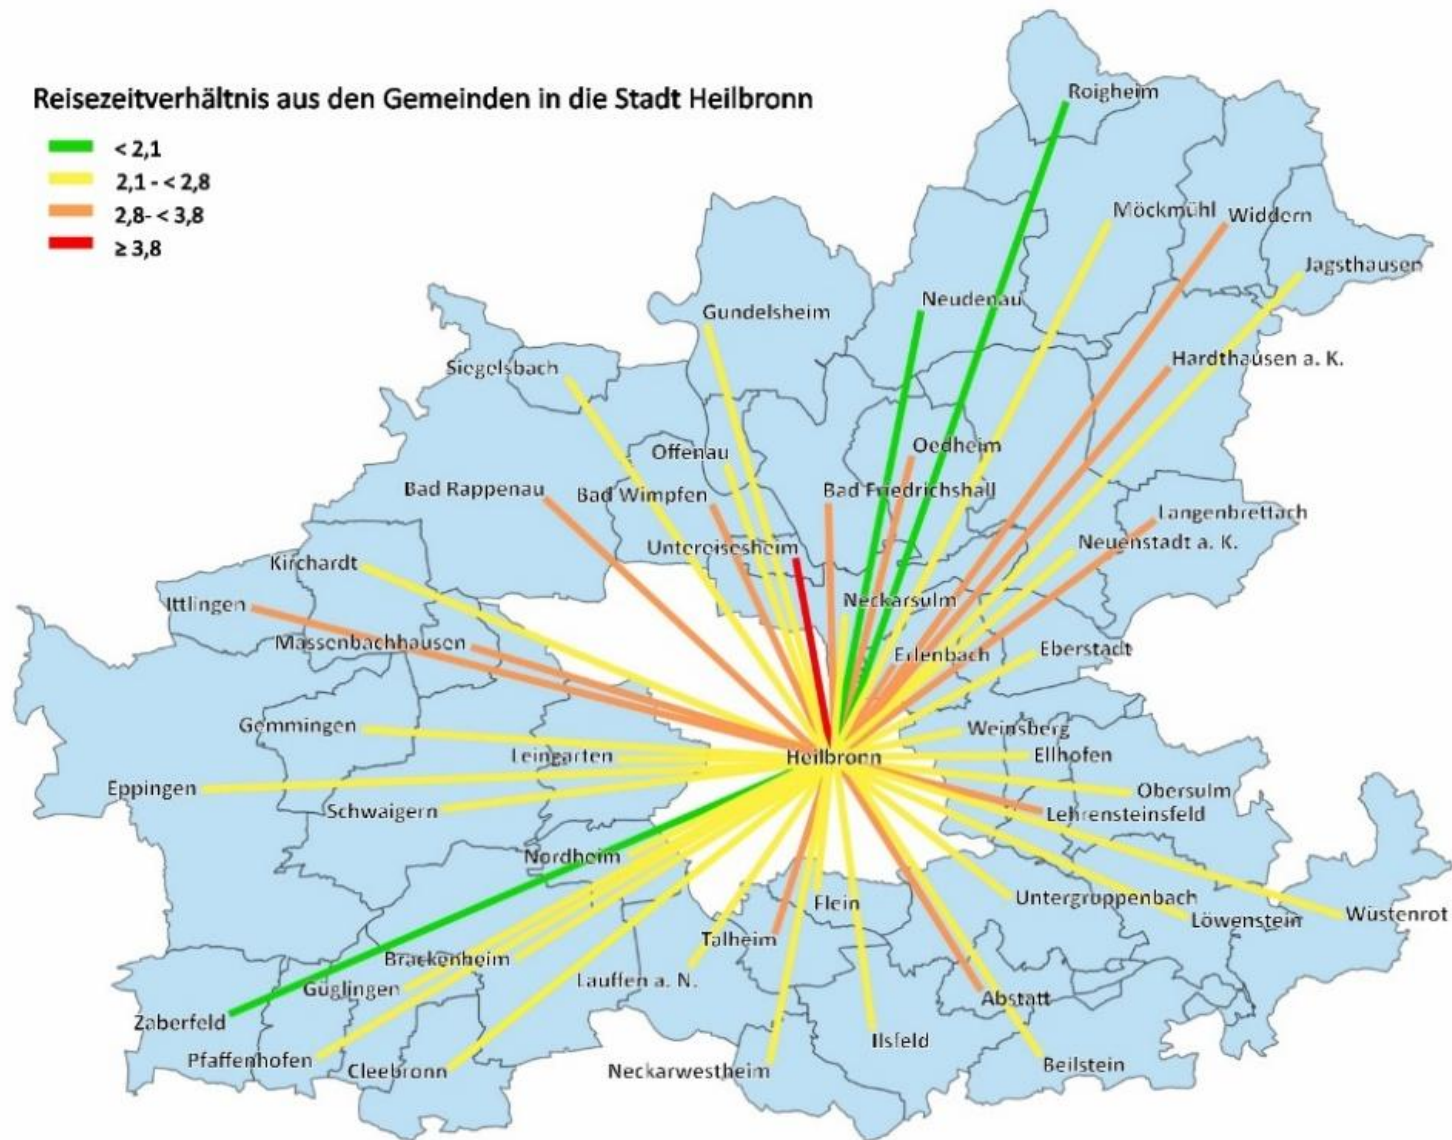 Reisezeitverhältnis aus den Gemeinden in die Stadt Heilbronn
< 2,1
2,1 - < 2,8
2,8- < 3,8
≥ 3,8
Roigheim
Möckmühl
Widdern
Jagsthausen
Neudenau
Gundelsheim
Hardthausen a. K.
Siegelsbach
Oedheim
Offenau
Bad Rappenau
Bad Wimpfen
Bad Friedrichshall
Langenbrettach
Neuenstadt a. K.
Untereisesheim
Kirchardt
Ittlingen
Neckarsulm
Massenbachhausen
Erlenbach
Eberstadt
Gemmingen
Weinsberg
Leingarten
Heilbronn
Ellhofen
Eppingen
Obersulm
Schwaigern
Lehrensteinsfeld
Nordheim
Untergruppenbach
Flein
Löwenstein
Wüstenrot
Talheim
Brackenheim
Lauffen a. N.
Güglingen
Abstatt
Zaberfeld
Ilsfeld
Pfaffenhofen
Cleebronn
Neckarwestheim
Beilstein